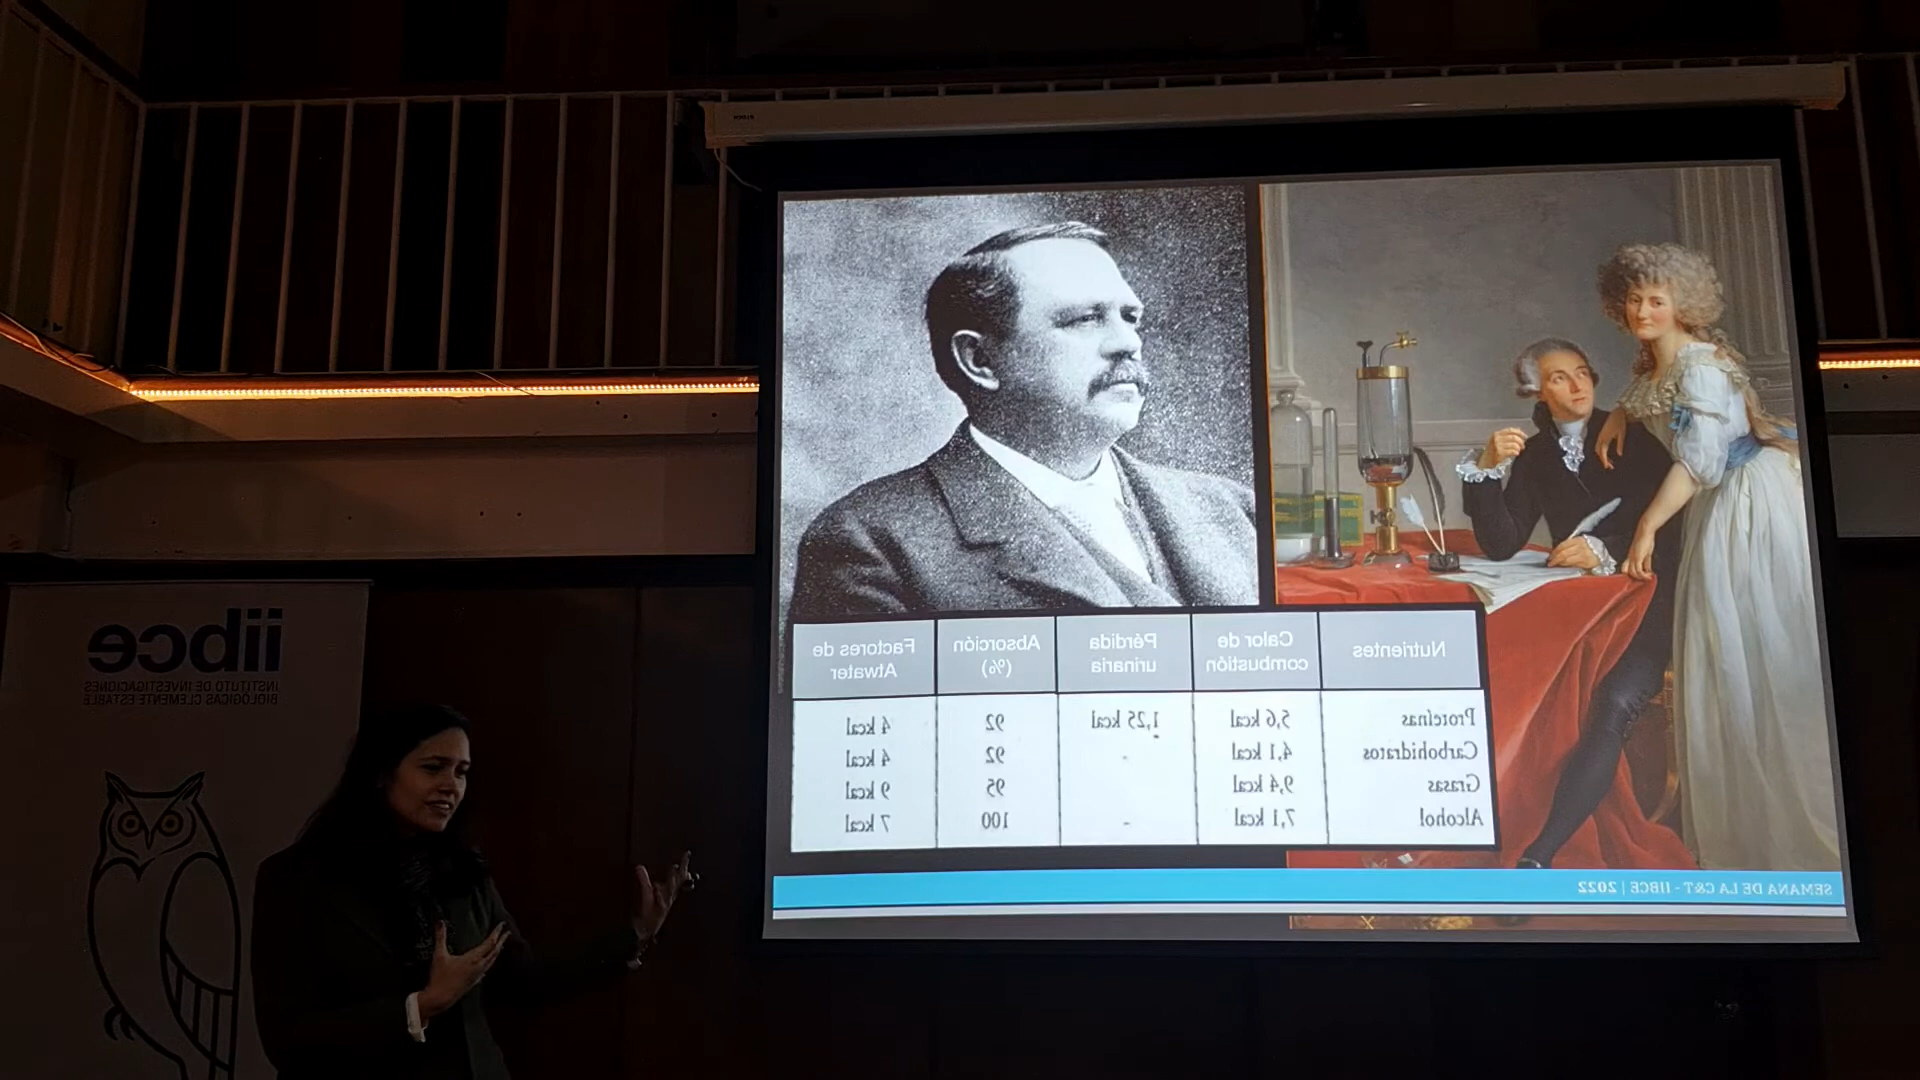 iibce
INSTITUTO DE INVESTIGACIONES
BIOLÓGICAS CLEMENTE ESTABLE
Nutrientes	Calor de combustión	Pérdida urinaria	Absorción (%)	Factores de Atwater
Proteínas	5,6 kcal	1,25 kcal	92	4 kcal
Carbohidratos	4,1 kcal	-	92	4 kcal
Grasas	9,4 kcal	95	9 kcal
Alcohol	7,1 kcal	-	100	7 kcal
SEMANA DE LA C&T - IIBCE | 2022